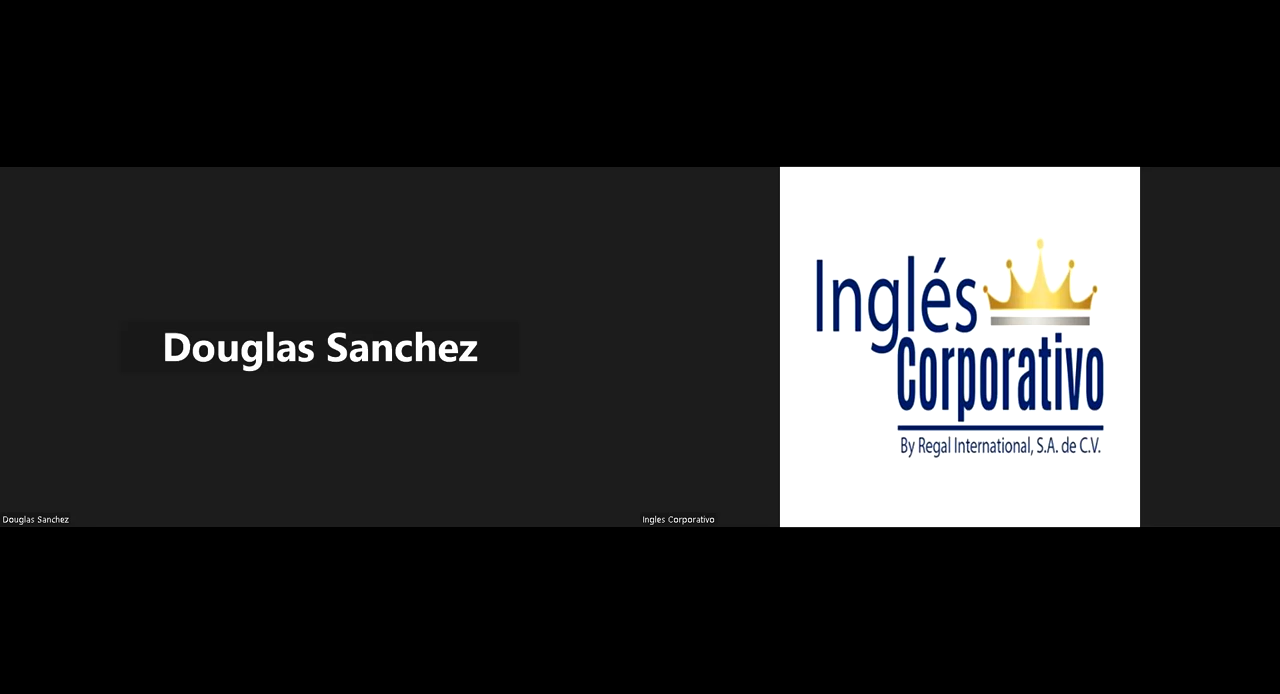 Douglas Sanchez
Inglés
Corporativo
By Regal International, S.A. de C.V.
Douglas Sanchez
Ingles Corporativo